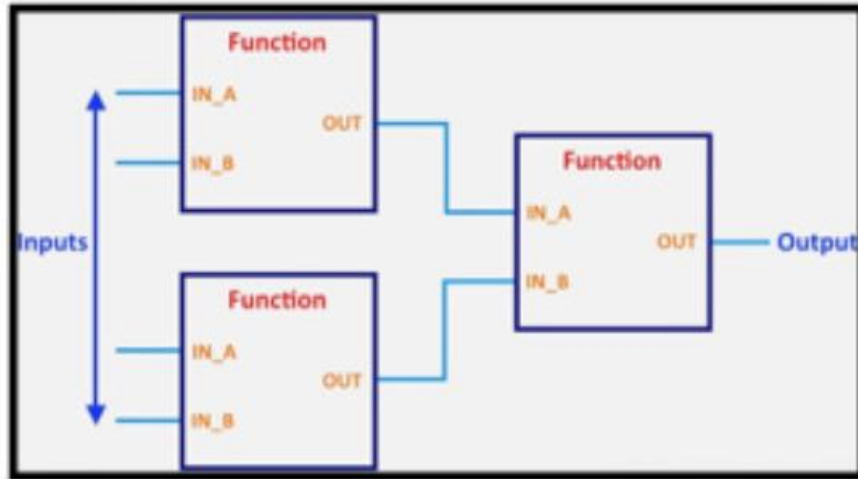 Function
IN_A
OUT
IN_B
Function
IN_A
OUT
IN_B
Inputs
Output
Function
IN_A
OUT
IN_B